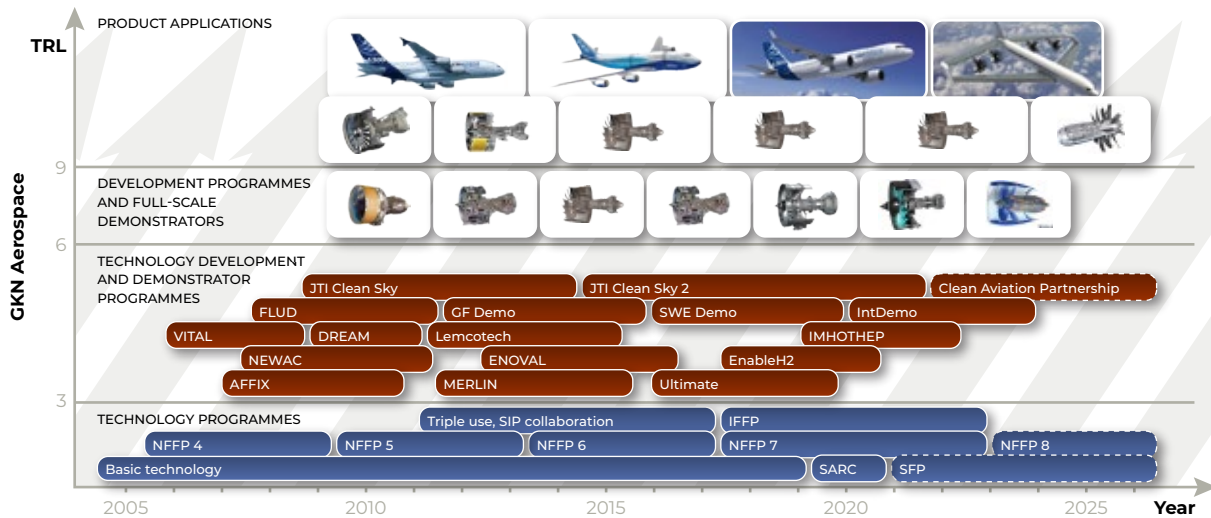 PRODUCT APPLICATIONS
TRL
9
DEVELOPMENT PROGRAMMES
AND FULL-SCALE
DEMONSTRATORS
GKN Aerospace
6
TECHNOLOGY DEVELOPMENT
AND DEMONSTRATOR
PROGRAMMES
JTI Clean Sky
JTI Clean Sky 2
Clean Aviation Partnership
FLUD
GF Demo
SWE Demo
IntDemo
VITAL
DREAM
Lemcotech
IMHOTHEP
NEWAC
ENOVAL
EnableH2
AFFIX
MERLIN
Ultimate
3
TECHNOLOGY PROGRAMMES
Triple use, SIP collaboration
IFFP
NFFP 4
NFFP 5
NFFP 6
NFFP 7
NFFP 8
Basic technology
SARC
SFP
2005
2010
2015
2020
2025
Year